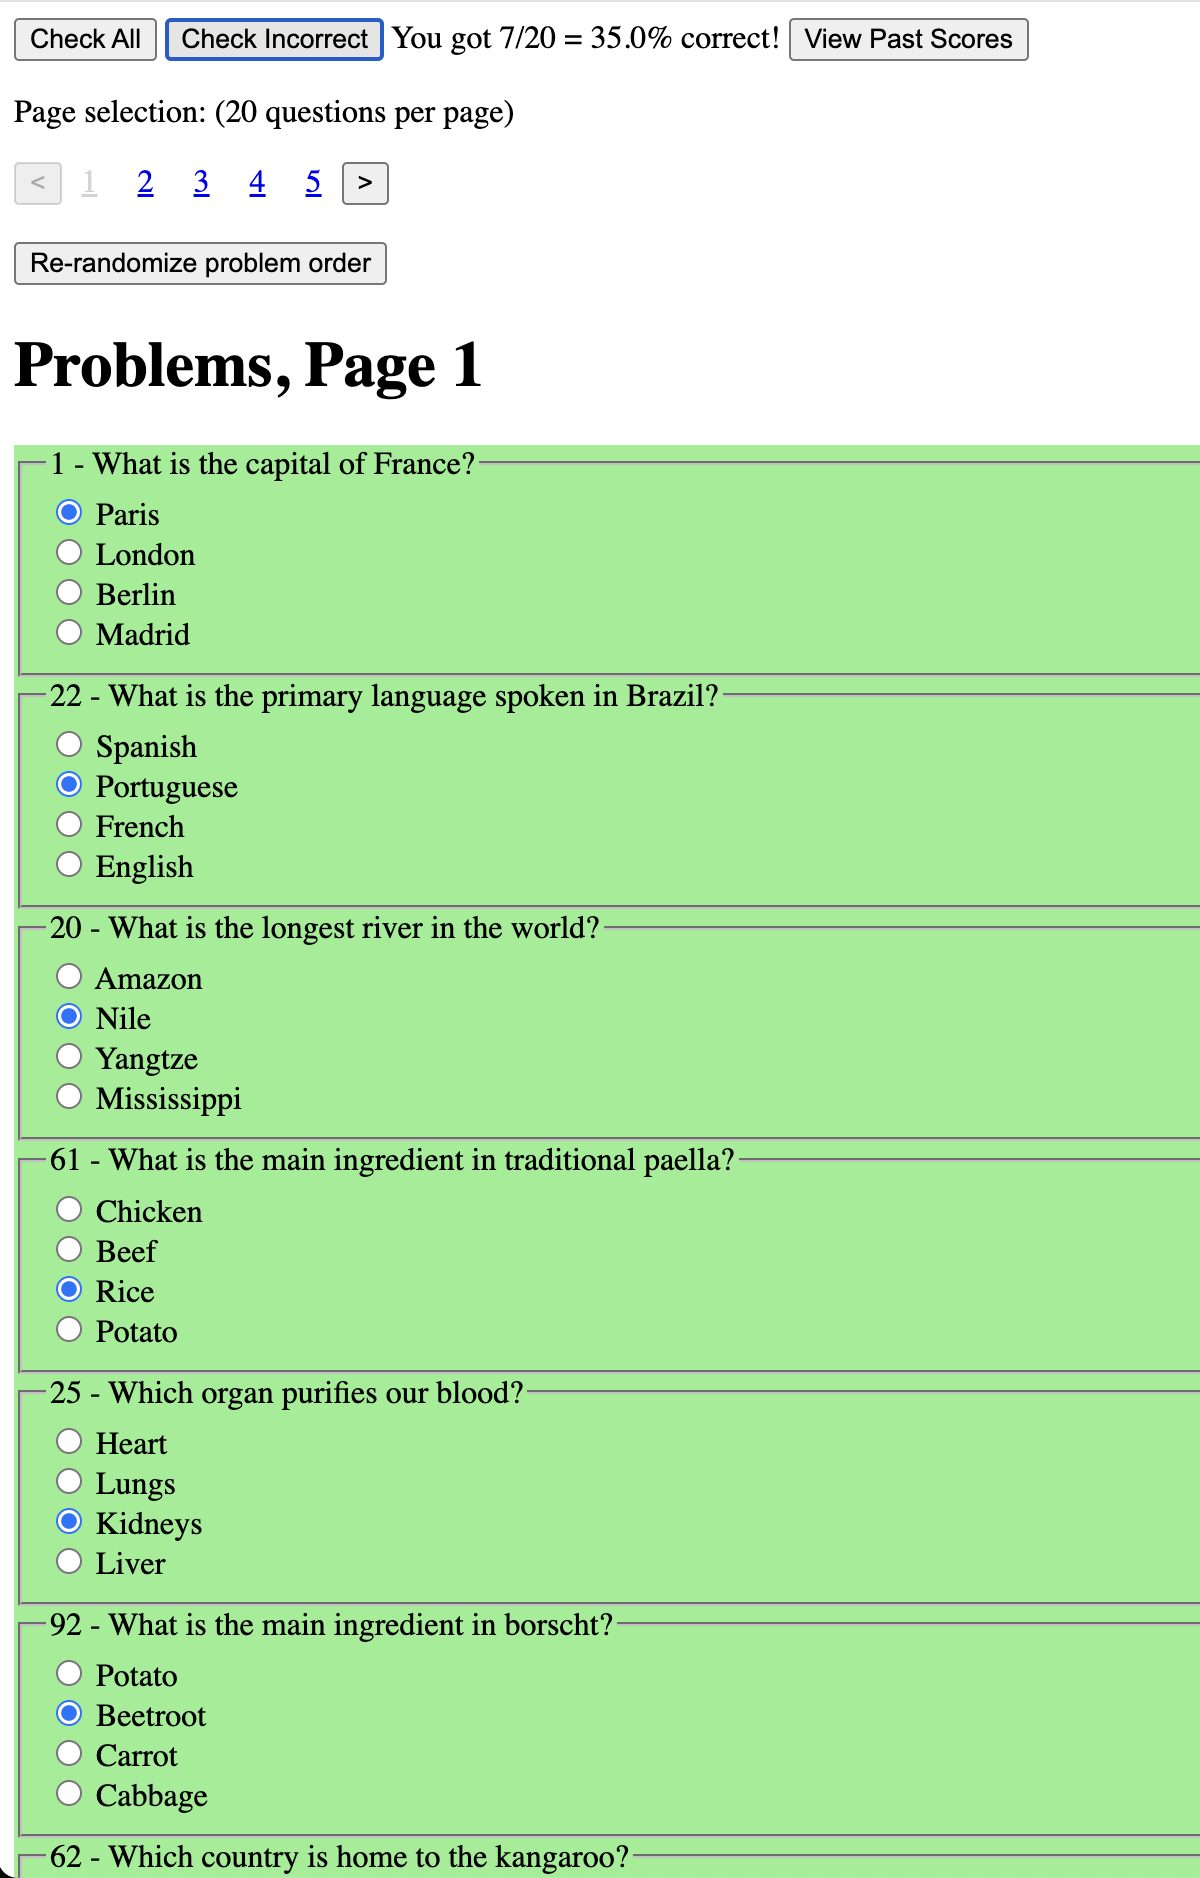 Check All Check Incorrect You got 7/20 = 35.0% correct! View Past Scores
Page selection: (20 questions per page)
< 1 2 3 4 5 >
Re-randomize problem order
Problems, Page 1
1 - What is the capital of France?
Paris
London
Berlin
Madrid
22 - What is the primary language spoken in Brazil?
Spanish
Portuguese
French
English
20 - What is the longest river in the world?
Amazon
Nile
Yangtze
Mississippi
61 - What is the main ingredient in traditional paella?
Chicken
Beef
Rice
Potato
25 - Which organ purifies our blood?
Heart
Lungs
Kidneys
Liver
92 - What is the main ingredient in borscht?
Potato
Beetroot
Carrot
Cabbage
62 - Which country is home to the kangaroo?